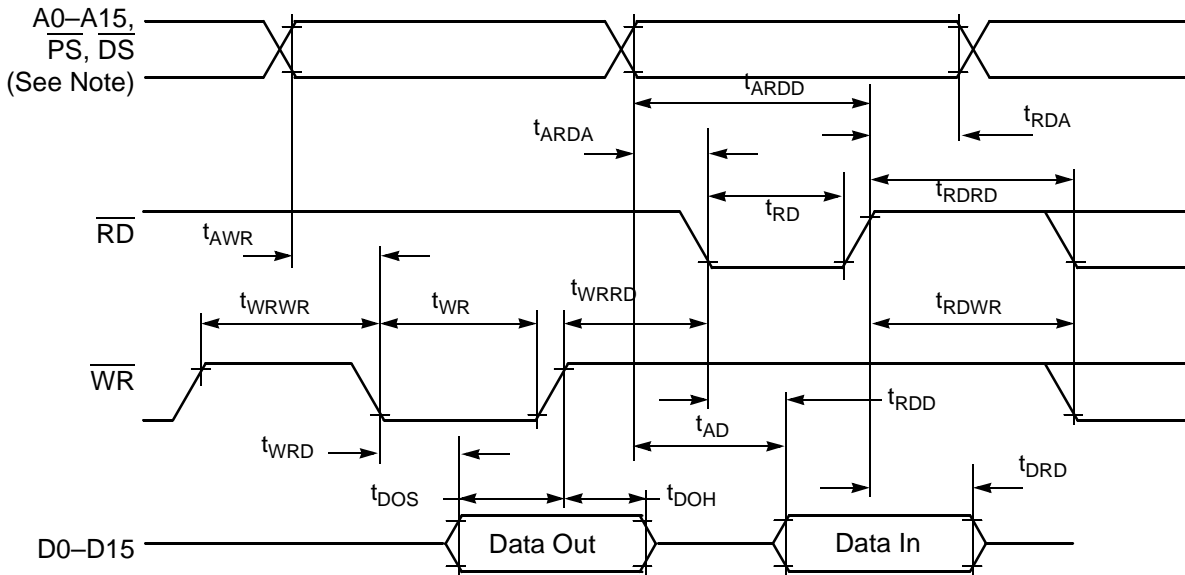 A0–A15,
PS, DS
(See Note)
tARDD
tRDA
tARDA
tRDRD
tRD
RD
tAWR
tWRWR
tWR
tWRRD
tRDWR
WR
tRDD
tAD
tWRD
tDRD
tDOS
tDOH
D0–D15
Data Out
Data In